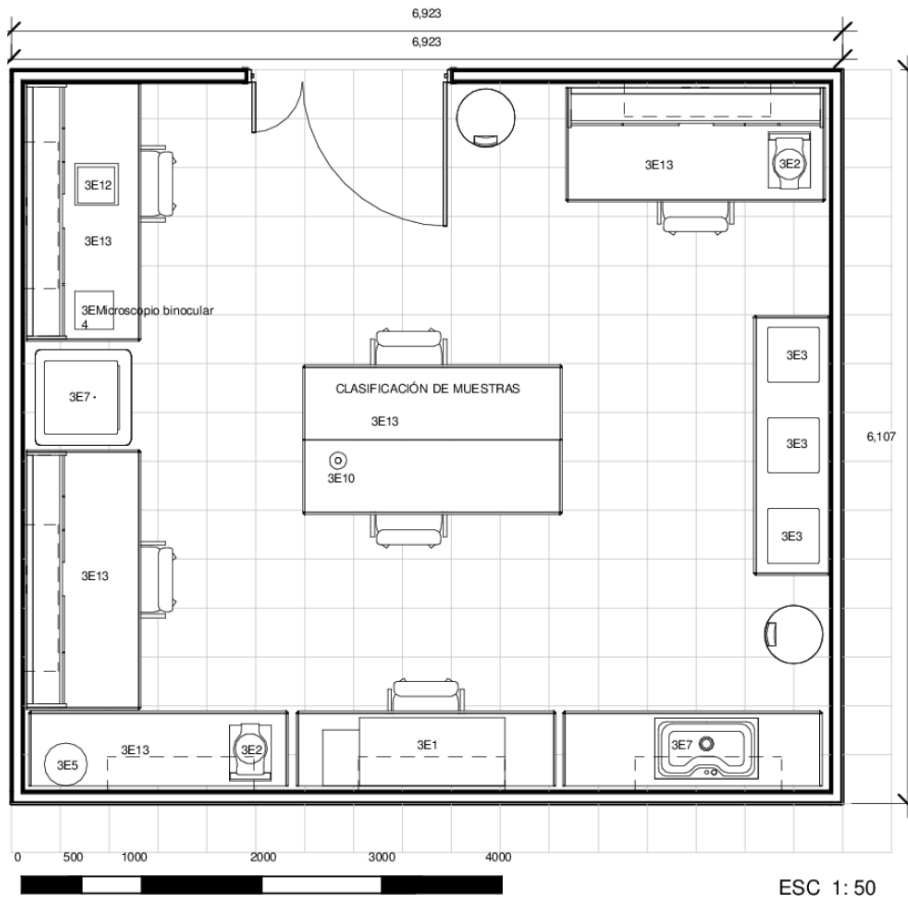 6,923
6,923
3E13
3E2
3E12
3E13
3EMicroscopio binocular
4
3E3
CLASIFICACIÓN DE MUESTRAS
3E7
3E13
6,107
3E3
3E10
3E3
3E13
3E13
3E2
3E1
3E7
3E5
0 500 1000 2000 3000 4000
ESC 1: 50